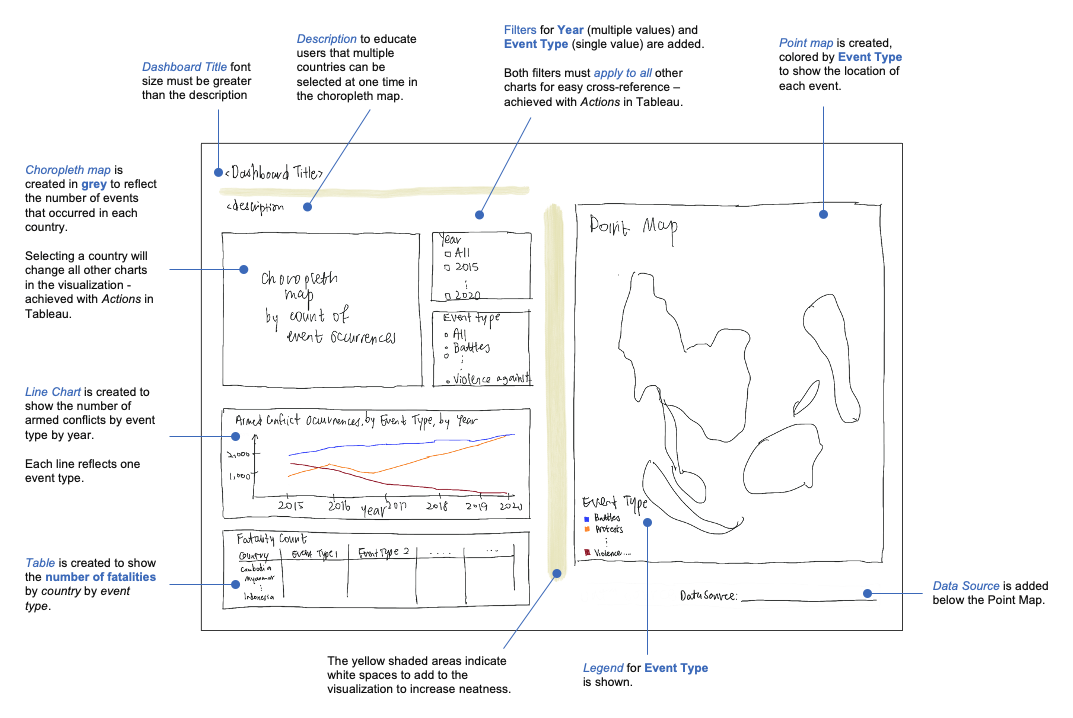 Filters for Year (multiple values) and
Event Type (single value) are added.
Both filters must apply to all other
charts for easy cross-reference –
achieved with Actions in Tableau.
Description to educate
users that multiple
countries can be
selected at one time in
the choropleth map.
Point map is created,
colored by Event Type
to show the location of
each event.
Dashboard Title font
size must be greater
than the description
Choropleth map is
created in grey to reflect
the number of events
that occurred in each
country.
Selecting a country will
change all other charts
in the visualization -
achieved with Actions in
Tableau.
Line Chart is created to
show the number of
armed conflicts by event
type by year.
Each line reflects one
event type.
Table is created to show
the number of fatalities
by country by event
type.
<Dashboard Title>
<description
Choropleth
map
by count of
event occurrences
Year
All
2015
⋮
2020
Event type
All
Battles
⋮
Violence against
Armed Conflict Ocurrences, by Event Type, by Year
2,000
1,000
2015 2016 2017 2018 2019 2020
Year
Fatality Count
Country Event Type 1 Event Type 2 .... ...
Cambodia
Myanmar
⋮
Indonesia
Point Map
Event Type
Battles
Protests
⋮
Violence ....
Data Source:
Data Source is added
below the Point Map.
The yellow shaded areas indicate
white spaces to add to the
visualization to increase neatness.
Legend for Event Type
is shown.